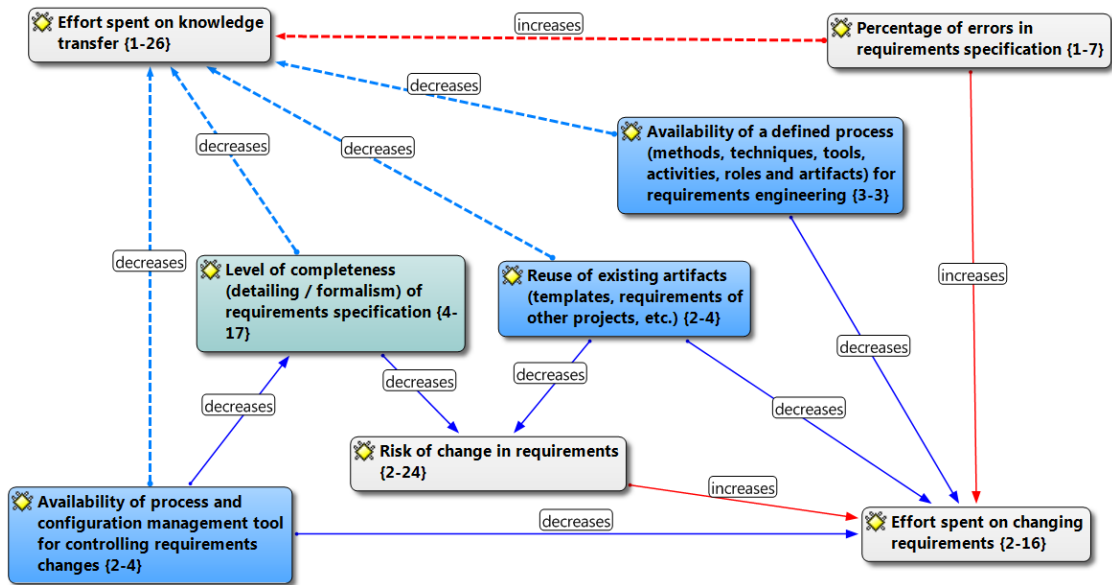 Effort spent on knowledge
transfer {1-26}
increases
Percentage of errors in
requirements specification {1-7}
decreases
Availability of a defined process
(methods, techniques, tools,
activities, roles and artifacts) for
requirements engineering {3-3}
decreases
decreases
decreases
Level of completeness
(detailing / formalism) of
requirements specification {4-
17}
Reuse of existing artifacts
(templates, requirements of
other projects, etc.) {2-4}
increases
decreases
decreases
decreases
decreases
decreases
Risk of change in requirements
{2-24}
increases
Availability of process and
configuration management tool
for controlling requirements
changes {2-4}
decreases
Effort spent on changing
requirements {2-16}